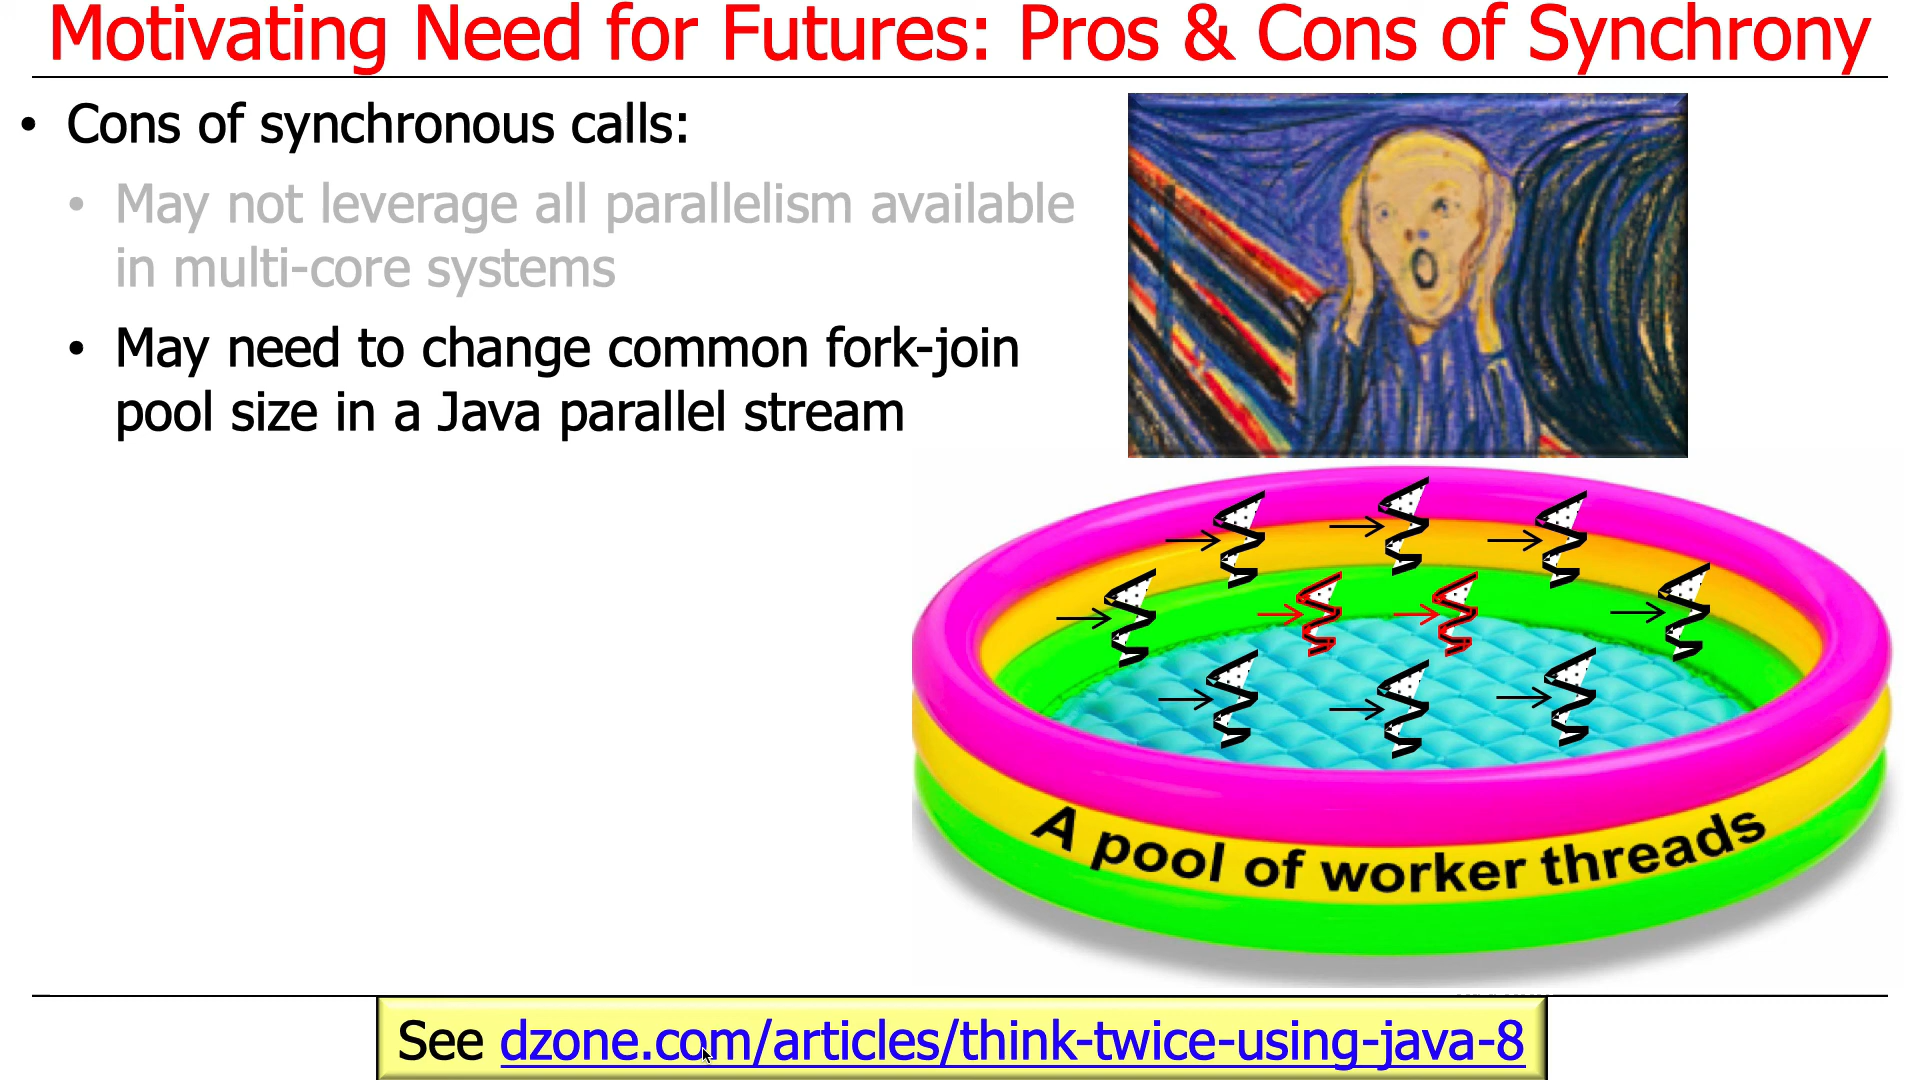 Motivating Need for Futures: Pros & Cons of Synchrony
• Cons of synchronous calls:
• May not leverage all parallelism available
in multi-core systems
• May need to change common fork-join
pool size in a Java parallel stream
A pool of worker threads
See dzone.com/articles/think-twice-using-java-8